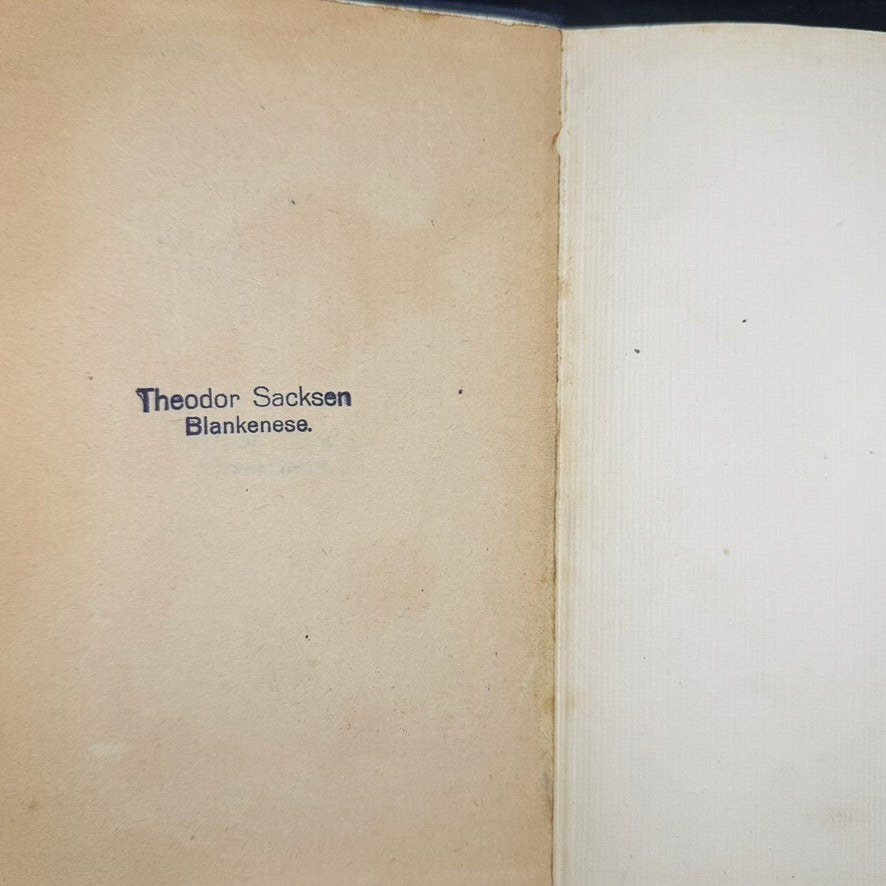 Theodor Sacksen
Blankenese.